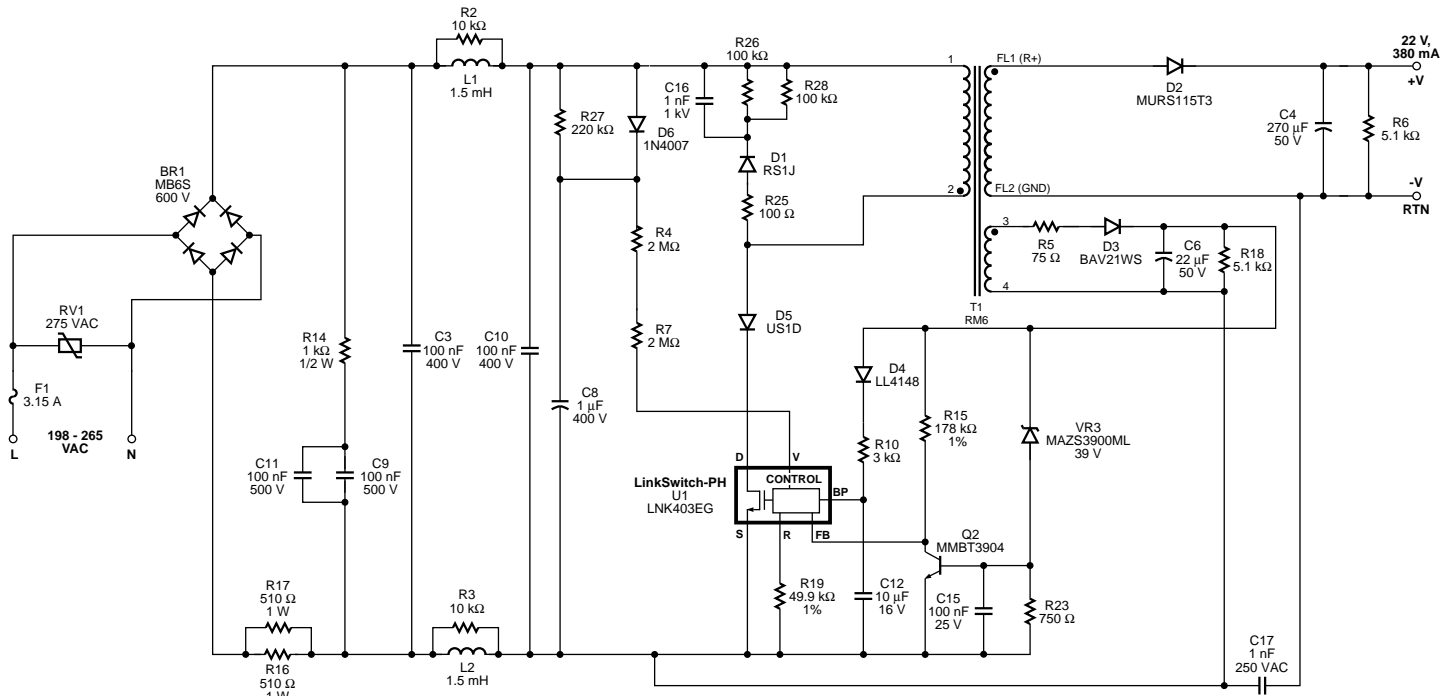 R2
10 kΩ
L1
1.5 mH
R26
100 kΩ
C16
1 nF
1 kV
R28
100 kΩ
R27
220 kΩ
D6
1N4007
D1
RS1J
R25
100 Ω
1
2
FL1 (R+)
FL2 (GND)
D2
MURS115T3
22 V,
380 mA
+V
C4
270 µF
50 V
R6
5.1 kΩ
-V
RTN
BR1
MB6S
600 V
R4
2 MΩ
3
4
R5
75 Ω
D3
BAV21WS
C6
22 µF
50 V
R18
5.1 kΩ
T1
RM6
RV1
275 VAC
F1
3.15 A
198 - 265
VAC
L
N
R14
1 kΩ
1/2 W
C3
100 nF
400 V
C10
100 nF
400 V
R7
2 MΩ
D5
US1D
C8
1 µF
400 V
D4
LL4148
R15
178 kΩ
1%
VR3
MAZS3900ML
39 V
R10
3 kΩ
C11
100 nF
500 V
C9
100 nF
500 V
LinkSwitch-PH
U1
LNK403EG
D
V
CONTROL
BP
S
R
FB
Q2
MMBT3904
R19
49.9 kΩ
1%
C12
10 µF
16 V
C15
100 nF
25 V
R23
750 Ω
R17
510 Ω
1 W
R16
510 Ω
1 W
R3
10 kΩ
L2
1.5 mH
C17
1 nF
250 VAC